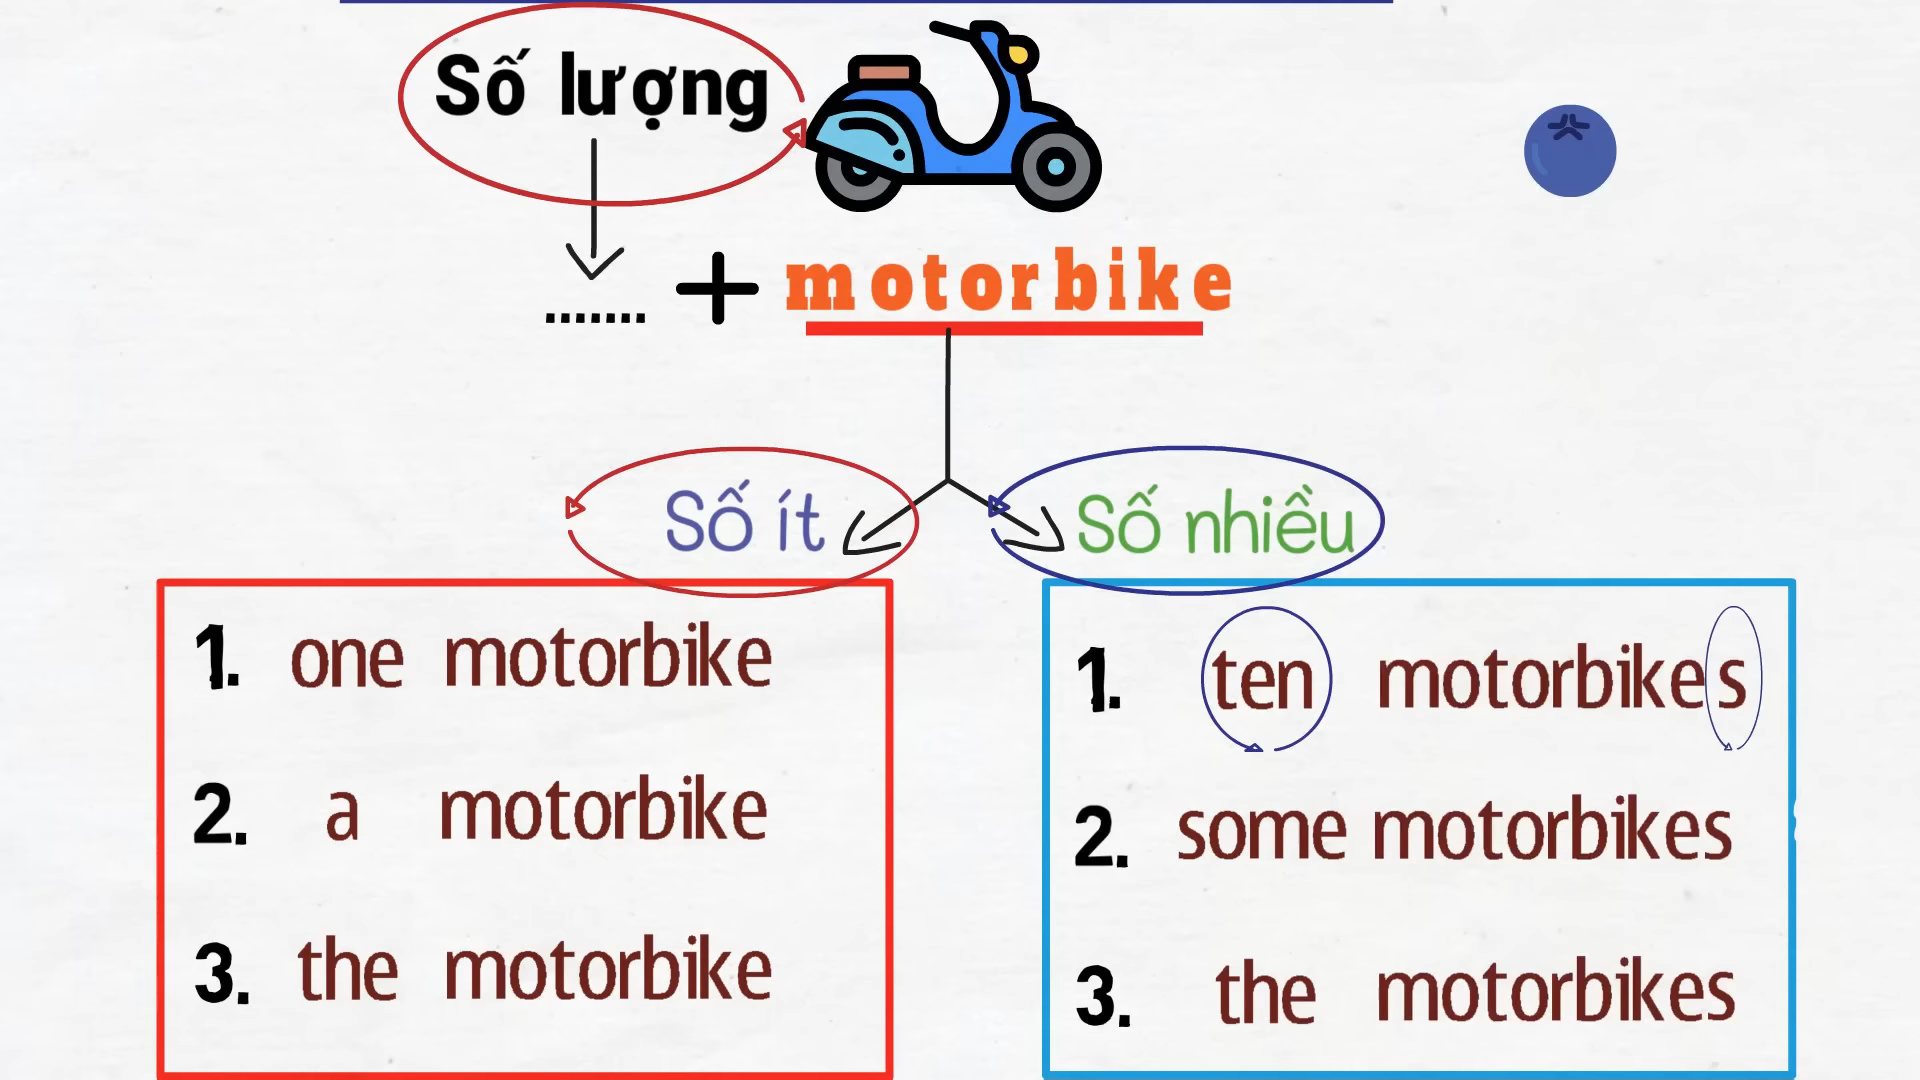 Số lượng
....... + motorbike
Số ít
1. one motorbike
2. a motorbike
3. the motorbike
Số nhiều
1. ten motorbikes
2. some motorbikes
3. the motorbikes